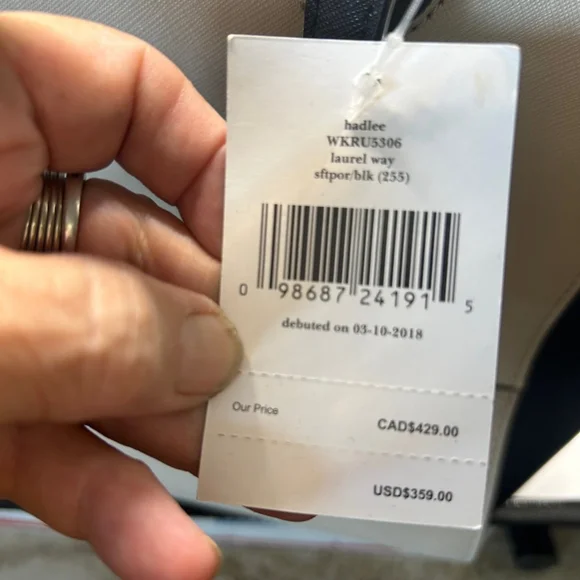 hadlee
WKRU5306
laurel way
sftpor/blk (255)
0 98687 24191 5
debuted on 03-10-2018
Our Price CAD$429.00
USD$359.00